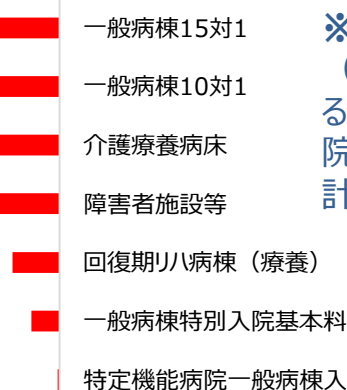 一般病棟15対1
一般病棟10対1
介護療養病床
障害者施設等
回復期リハ病棟（療養）
一般病棟特別入院基本料
特定機能病院一般病棟入
※
（
る
院
計